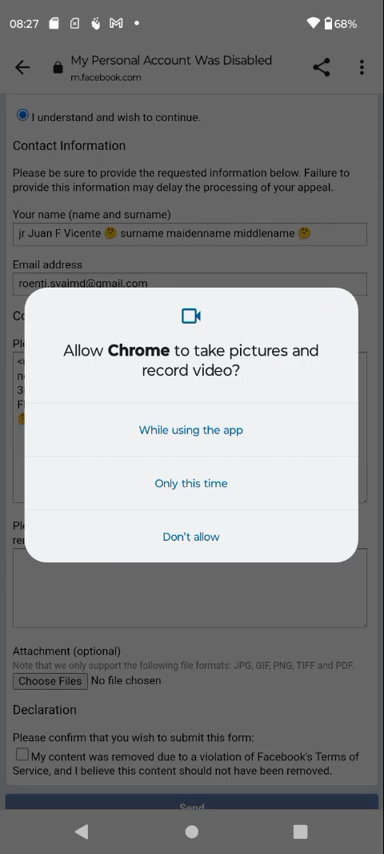 08:27
68%
My Personal Account Was Disabled
m.facebook.com
I understand and wish to continue.
Contact Information
Please be sure to provide the requested information below. Failure to
provide this information may delay the processing of your appeal.
Your name (name and surname)
jr Juan F Vicente 🤔 surname maidenname middlename 🤔
Email address
roenti.svaimd@gmail.com
Allow Chrome to take pictures and
record video?
While using the app
Only this time
Don't allow
Attachment (optional)
Note that we only support the following file formats: JPG, GIF, PNG, TIFF and PDF.
Choose Files No file chosen
Declaration
Please confirm that you wish to submit this form:
My content was removed due to a violation of Facebook's Terms of
Service, and I believe this content should not have been removed.
Send